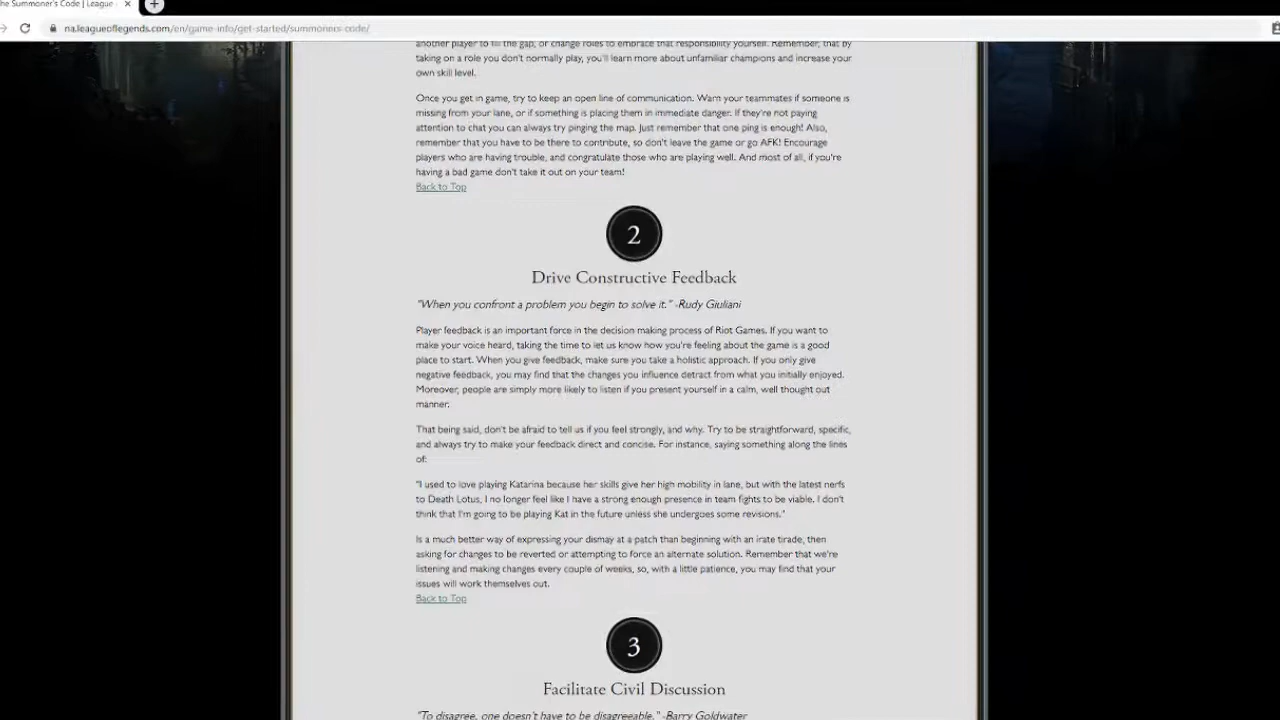 he Summoner's Code | League
na.leagueoflegends.com/en/game-info/get-started/summoners-code/
another player to fill the gap, or change roles to embrace that responsibility yourself. Remember, that by
taking on a role you don't normally play, you'll learn more about unfamiliar champions and increase your
own skill level.
Once you get in game, try to keep an open line of communication. Warn your teammates if someone is
missing from your lane, or if something is placing them in immediate danger. If they're not paying
attention to chat you can always try pinging the map. Just remember that one ping is enough! Also,
remember that you have to be there to contribute, so don't leave the game or go AFK! Encourage
players who are having trouble, and congratulate those who are playing well. And most of all, if you're
having a bad game don't take it out on your team!
Back to Top
2
Drive Constructive Feedback
"When you confront a problem you begin to solve it." -Rudy Giuliani
Player feedback is an important force in the decision making process of Riot Games. If you want to
make your voice heard, taking the time to let us know how you're feeling about the game is a good
place to start. When you give feedback, make sure you take a holistic approach. If you only give
negative feedback, you may find that the changes you influence detract from what you initially enjoyed.
Moreover, people are simply more likely to listen if you present yourself in a calm, well thought out
manner.
That being said, don't be afraid to tell us if you feel strongly, and why. Try to be straightforward, specific,
and always try to make your feedback direct and concise. For instance, saying something along the lines
of:
"I used to love playing Katarina because her skills give her high mobility in lane, but with the latest nerfs
to Death Lotus, I no longer feel like I have a strong enough presence in team fights to be viable. I don't
think that I'm going to be playing Kat in the future unless she undergoes some revisions."
Is a much better way of expressing your dismay at a patch than beginning with an irate tirade, then
asking for changes to be reverted or attempting to force an alternate solution. Remember that we're
listening and making changes every couple of weeks, so, with a little patience, you may find that your
issues will work themselves out.
Back to Top
3
Facilitate Civil Discussion
"To disagree, one doesn't have to be disagreeable." -Barry Goldwater